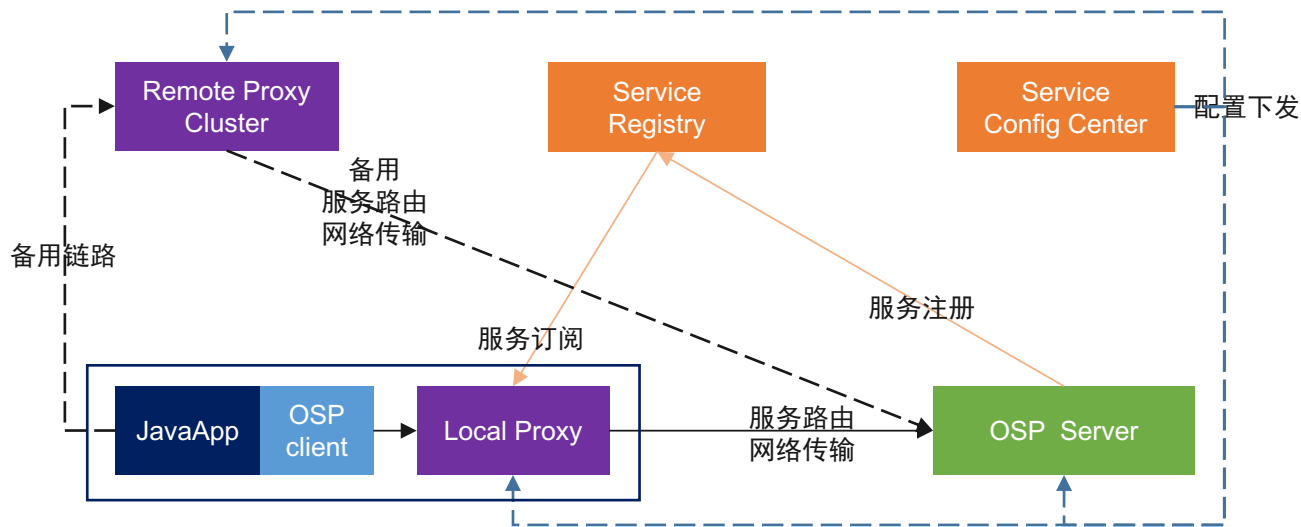 Remote Proxy
Cluster
Service
Registry
Service
Config Center
配置下发
备用
服务路由
网络传输
备用链路
服务注册
服务订阅
JavaApp
OSP
client
Local Proxy
服务路由
网络传输
OSP Server